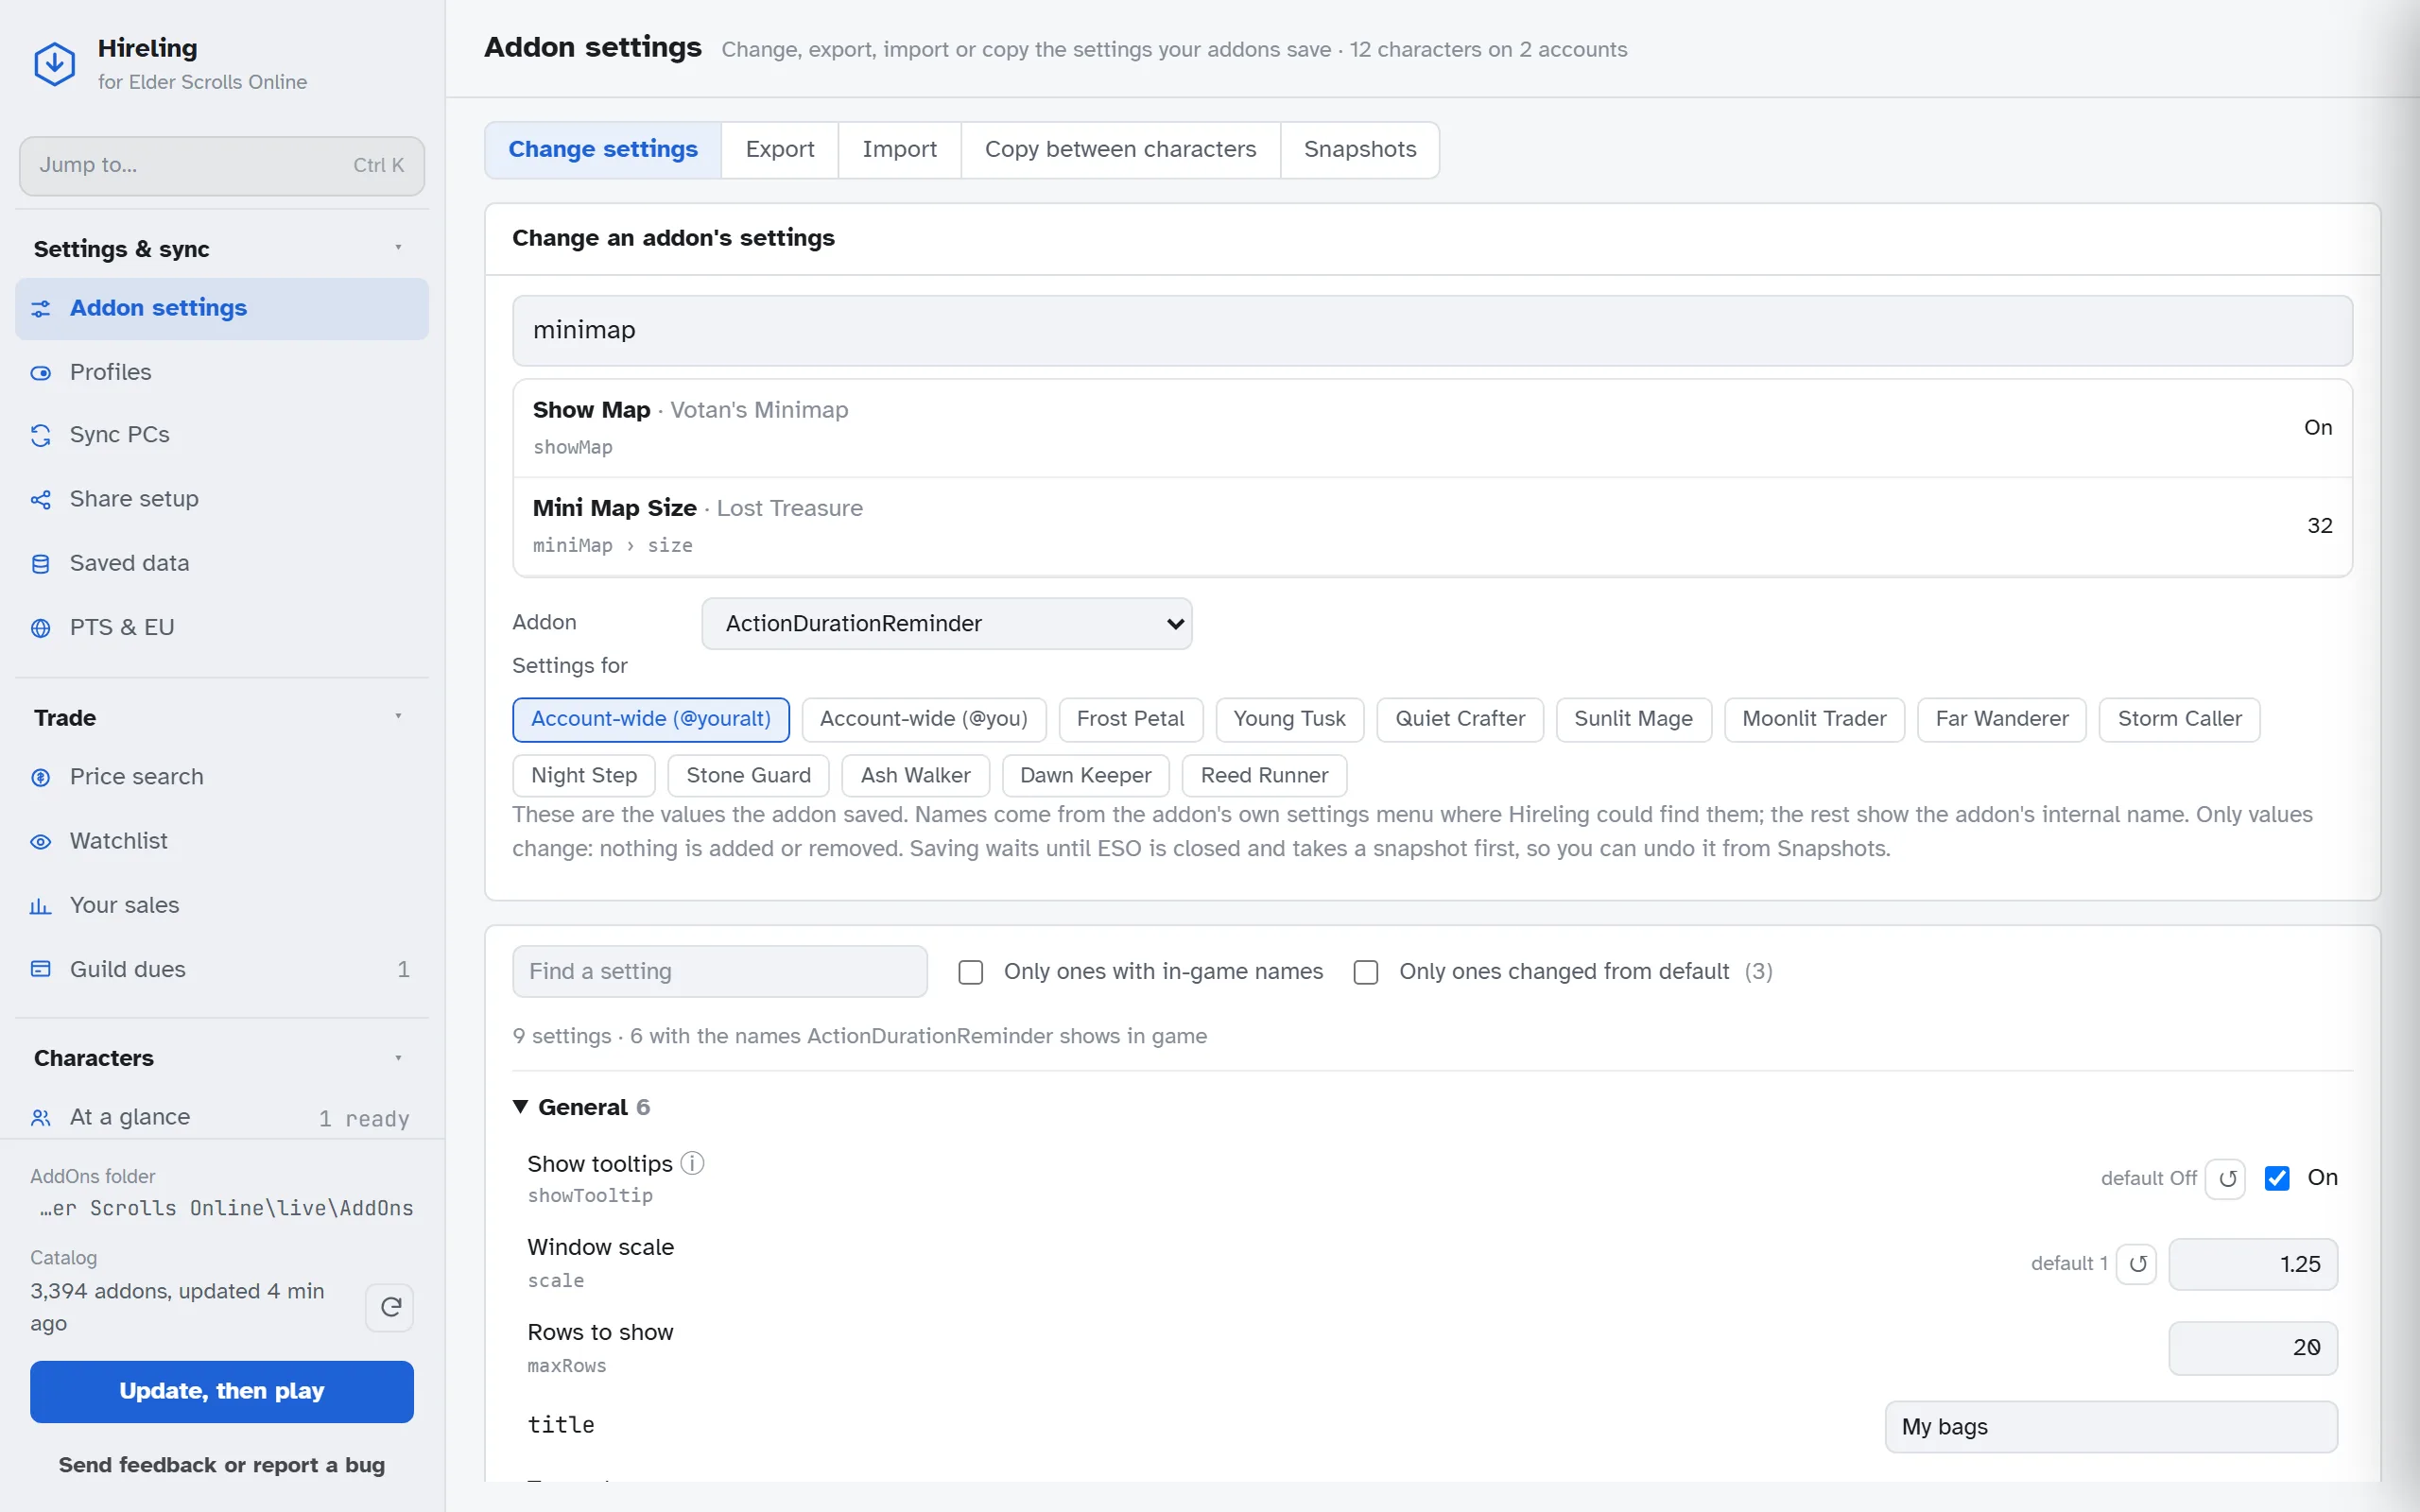 Hireling
for Elder Scrolls Online
Jump to... Ctrl K
Settings & sync
Addon settings
Profiles
Sync PCs
Share setup
Saved data
PTS & EU
Trade
Price search
Watchlist
Your sales
Guild dues 1
Characters
At a glance 1 ready
AddOns folder
…er Scrolls Online\live\AddOns
Catalog
3,394 addons, updated 4 min
ago
Update, then play
Send feedback or report a bug
Addon settings Change, export, import or copy the settings your addons save · 12 characters on 2 accounts
Change settings Export Import Copy between characters Snapshots
Change an addon's settings
minimap
Show Map · Votan's Minimap
showMap
On
Mini Map Size · Lost Treasure
miniMap › size
32
Addon ActionDurationReminder
Settings for
Account-wide (@youralt) Account-wide (@you) Frost Petal Young Tusk Quiet Crafter Sunlit Mage Moonlit Trader Far Wanderer Storm Caller
Night Step Stone Guard Ash Walker Dawn Keeper Reed Runner
These are the values the addon saved. Names come from the addon's own settings menu where Hireling could find them; the rest show the addon's internal name. Only values
change: nothing is added or removed. Saving waits until ESO is closed and takes a snapshot first, so you can undo it from Snapshots.
Find a setting Only ones with in-game names Only ones changed from default (3)
9 settings · 6 with the names ActionDurationReminder shows in game
General 6
Show tooltips
showTooltip
default Off On
Window scale
scale
default 1 1.25
Rows to show
maxRows
20
title My bags